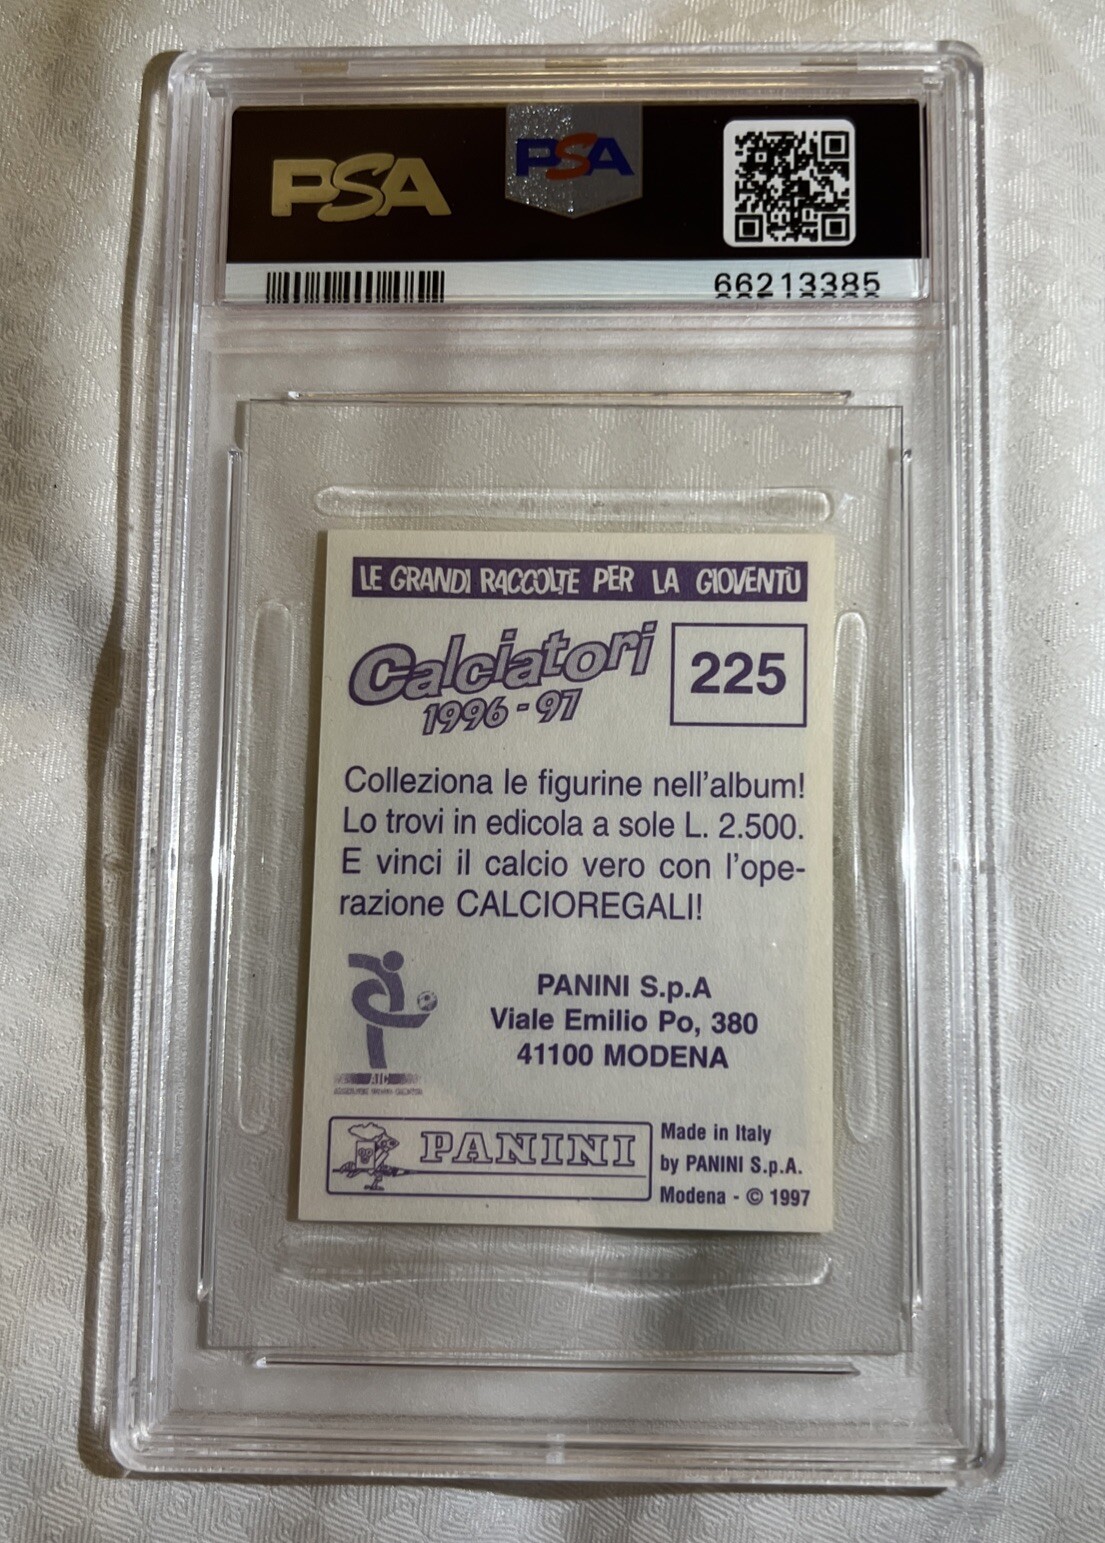 PSA
PSA
66213385
LE GRANDI RACCOLTE PER LA GIOVENTÙ
Calciatori
1996-97
225
Colleziona le figurine nell'album!
Lo trovi in edicola a sole L. 2.500.
E vinci il calcio vero con l'ope-
razione CALCIOREGALI!
AIC
PANINI S.p.A
Viale Emilio Po, 380
41100 MODENA
PANINI
Made in Italy
by PANINI S.p.A.
Modena - © 1997